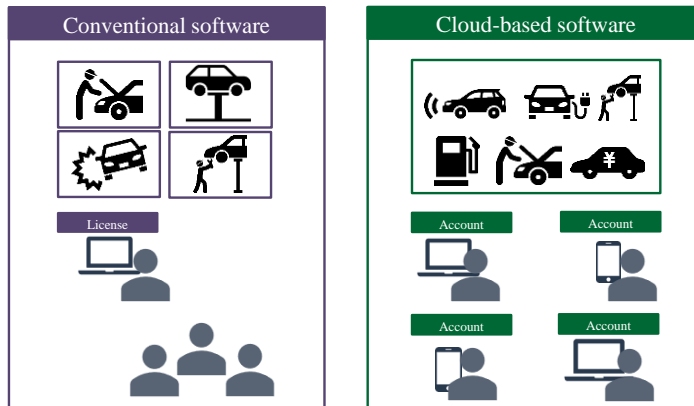 Conventional software
License
Cloud-based software
¥
Account
Account
Account
Account